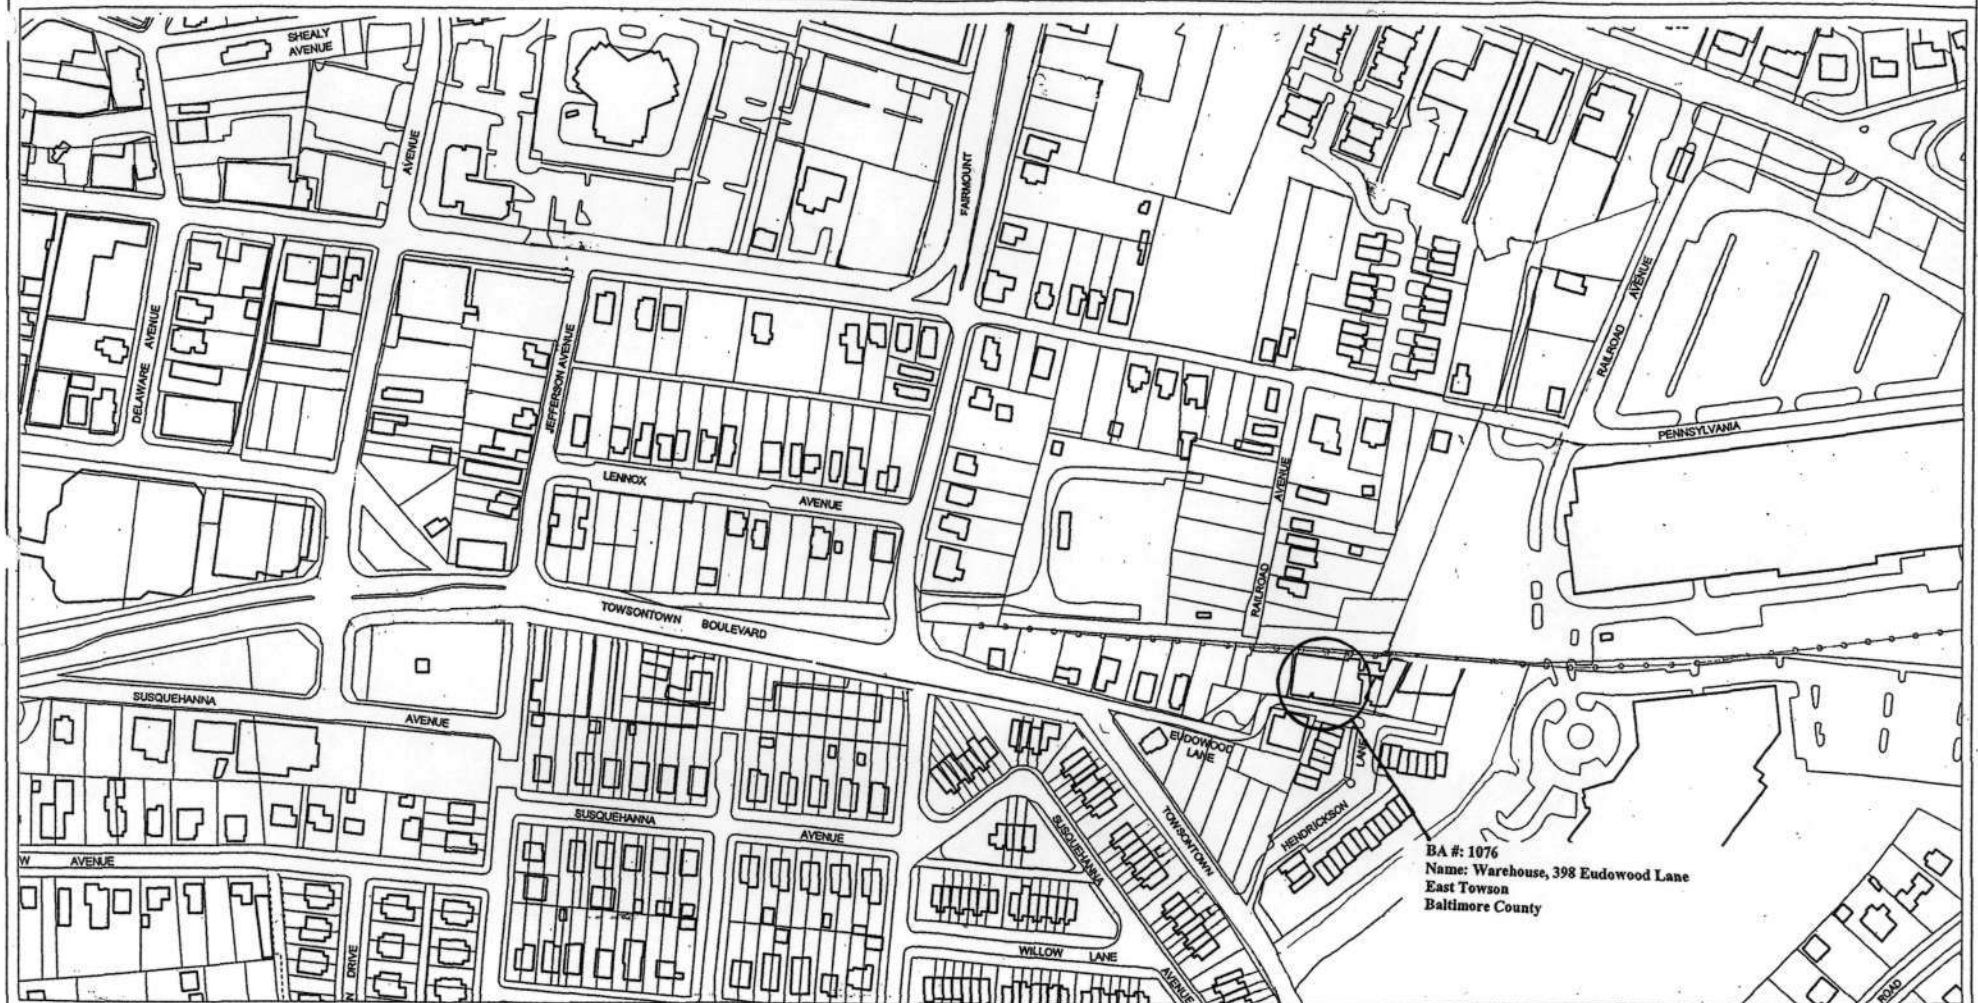 SHEALY
AVENUE
AVENUE
FAIRMOUNT
DELAWARE AVENUE
JEFFERSON AVENUE
RAILROAD AVENUE
PENNSYLVANIA
LENNOX AVENUE
RAILROAD AVENUE
TOWSONTOWN BOULEVARD
SUSQUEHANNA AVENUE
EUDOWOOD
LANE
LANE
HENDRICKSON
TOWSONTOWN
SUSQUEHANNA AVENUE
SUSQUEHANNA
AVENUE
W AVENUE
WILLOW LANE
N DRIVE
ROAD
BA #: 1076
Name: Warehouse, 398 Eudowood Lane
East Towson
Baltimore County